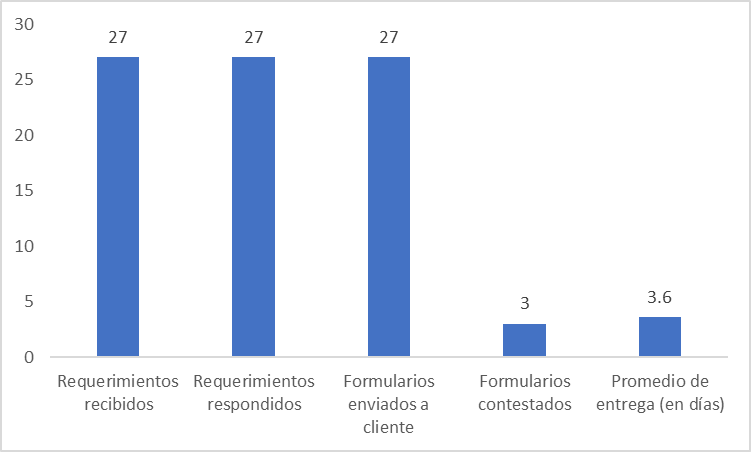 30
25
20
15
10
5
0
27
27
27
3
3.6
Requerimientos
recibidos
Requerimientos
respondidos
Formularios
enviados a
cliente
Formularios
contestados
Promedio de
entrega (en días)